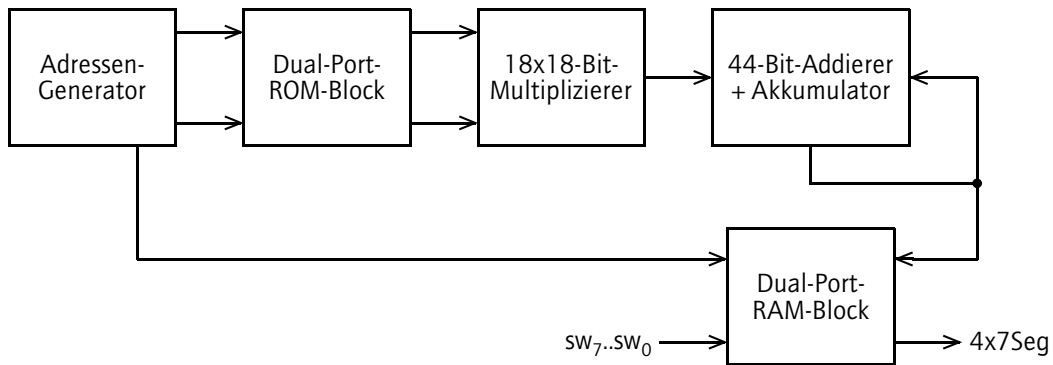 Adressen-
Generator
Dual-Port-
ROM-Block
18x18-Bit-
Multiplizierer
44-Bit-Addierer
+ Akkumulator
Dual-Port-
RAM-Block
sw₇..sw₀
4x7Seg